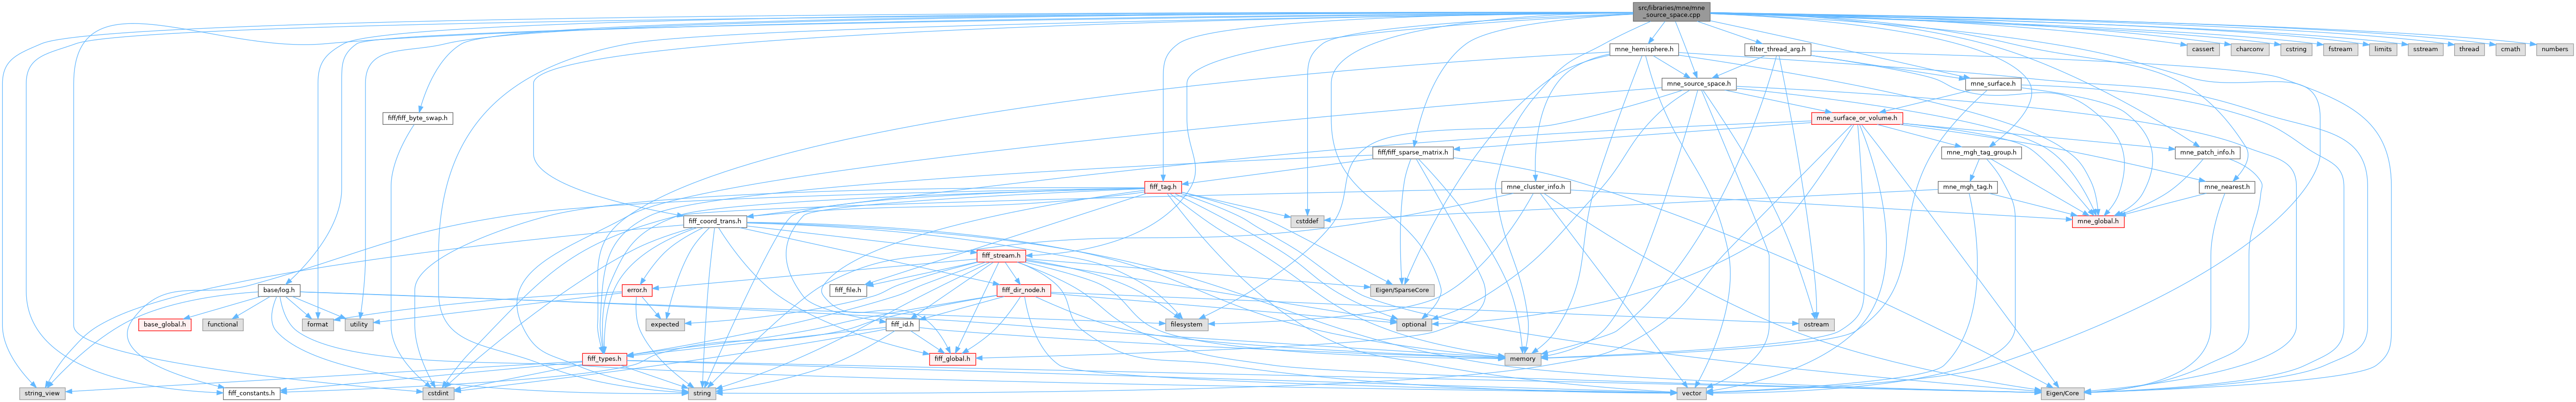 src/libraries/mne/mne
_source_space.cpp
mne_hemisphere.h
filter_thread_arg.h
cassert
charconv
cstring
fstream
limits
sstream
thread
cmath
numbers
mne_source_space.h
mne_surface.h
fiff/fiff_byte_swap.h
mne_surface_or_volume.h
fiff/fiff_sparse_matrix.h
mne_mgh_tag_group.h
mne_patch_info.h
fiff_tag.h
mne_cluster_info.h
mne_mgh_tag.h
mne_nearest.h
fiff_coord_trans.h
cstddef
mne_global.h
fiff_stream.h
base/log.h
error.h
fiff_file.h
fiff_dir_node.h
Eigen/SparseCore
base_global.h
functional
format
utility
expected
fiff_id.h
filesystem
optional
ostream
fiff_types.h
fiff_global.h
memory
string_view
fiff_constants.h
cstdint
string
vector
Eigen/Core